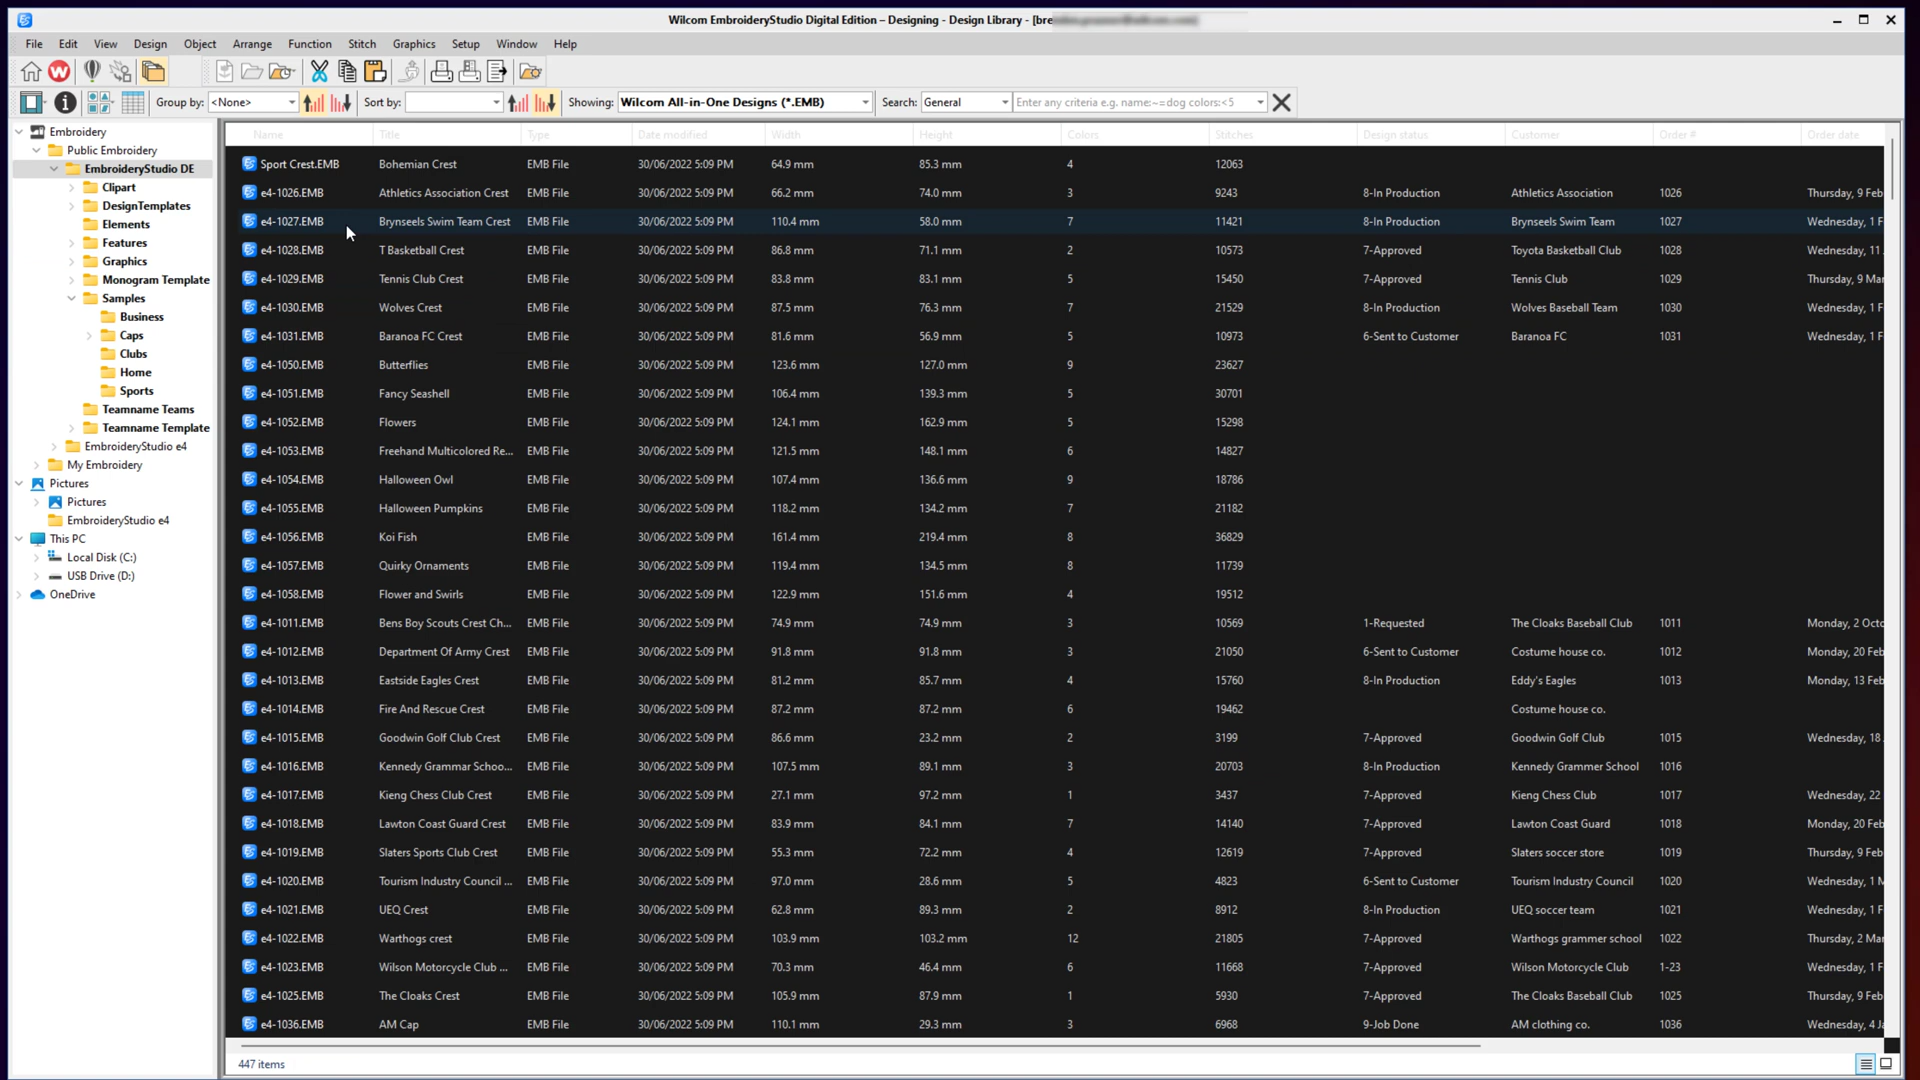 Wilcom EmbroideryStudio Digital Edition – Designing - Design Library - [bre
File Edit View Design Object Arrange Function Stitch Graphics Setup Window Help
Group by: <None> Sort by: Showing: Wilcom All-in-One Designs (*.EMB) Search: General Enter any criteria e.g. name:~=dog colors:<5
Embroidery
Public Embroidery
EmbroideryStudio DE
Clipart
DesignTemplates
Elements
Features
Graphics
Monogram Template
Samples
Business
Caps
Clubs
Home
Sports
Teamname Teams
Teamname Template
EmbroideryStudio e4
My Embroidery
Pictures
Pictures
EmbroideryStudio e4
This PC
Local Disk (C:)
USB Drive (D:)
OneDrive
Name Title Type Date modified Width Height Colors Stitches Design status Customer Order # Order date
Sport Crest.EMB Bohemian Crest EMB File 30/06/2022 5:09 PM 64.9 mm 85.3 mm 4 12063
e4-1026.EMB Athletics Association Crest EMB File 30/06/2022 5:09 PM 66.2 mm 74.0 mm 3 9243 8-In Production Athletics Association 1026 Thursday, 9 Feb
e4-1027.EMB Brynseels Swim Team Crest EMB File 30/06/2022 5:09 PM 110.4 mm 58.0 mm 7 11421 8-In Production Brynseels Swim Team 1027 Wednesday, 1 F
e4-1028.EMB T Basketball Crest EMB File 30/06/2022 5:09 PM 86.8 mm 71.1 mm 2 10573 7-Approved Toyota Basketball Club 1028 Wednesday, 11
e4-1029.EMB Tennis Club Crest EMB File 30/06/2022 5:09 PM 83.8 mm 83.1 mm 5 15450 7-Approved Tennis Club 1029 Thursday, 9 Mar
e4-1030.EMB Wolves Crest EMB File 30/06/2022 5:09 PM 87.5 mm 76.3 mm 7 21529 8-In Production Wolves Baseball Team 1030 Wednesday, 1 F
e4-1031.EMB Baranoa FC Crest EMB File 30/06/2022 5:09 PM 81.6 mm 56.9 mm 5 10973 6-Sent to Customer Baranoa FC 1031 Wednesday, 1 F
e4-1050.EMB Butterflies EMB File 30/06/2022 5:09 PM 123.6 mm 127.0 mm 9 23627
e4-1051.EMB Fancy Seashell EMB File 30/06/2022 5:09 PM 106.4 mm 139.3 mm 5 30701
e4-1052.EMB Flowers EMB File 30/06/2022 5:09 PM 124.1 mm 162.9 mm 5 15298
e4-1053.EMB Freehand Multicolored Re... EMB File 30/06/2022 5:09 PM 121.5 mm 148.1 mm 6 14827
e4-1054.EMB Halloween Owl EMB File 30/06/2022 5:09 PM 107.4 mm 136.6 mm 9 18786
e4-1055.EMB Halloween Pumpkins EMB File 30/06/2022 5:09 PM 118.2 mm 134.2 mm 7 21182
e4-1056.EMB Koi Fish EMB File 30/06/2022 5:09 PM 161.4 mm 219.4 mm 8 36829
e4-1057.EMB Quirky Ornaments EMB File 30/06/2022 5:09 PM 119.4 mm 134.5 mm 8 11739
e4-1058.EMB Flower and Swirls EMB File 30/06/2022 5:09 PM 122.9 mm 151.6 mm 4 19512
e4-1011.EMB Bens Boy Scouts Crest Ch... EMB File 30/06/2022 5:09 PM 74.9 mm 74.9 mm 3 10569 1-Requested The Cloaks Baseball Club 1011 Monday, 2 Octo
e4-1012.EMB Department Of Army Crest EMB File 30/06/2022 5:09 PM 91.8 mm 91.8 mm 3 21050 6-Sent to Customer Costume house co. 1012 Monday, 20 Feb
e4-1013.EMB Eastside Eagles Crest EMB File 30/06/2022 5:09 PM 81.2 mm 85.7 mm 4 15760 8-In Production Eddy's Eagles 1013 Monday, 13 Feb
e4-1014.EMB Fire And Rescue Crest EMB File 30/06/2022 5:09 PM 87.2 mm 87.2 mm 6 19462 Costume house co.
e4-1015.EMB Goodwin Golf Club Crest EMB File 30/06/2022 5:09 PM 86.6 mm 23.2 mm 2 3199 7-Approved Goodwin Golf Club 1015 Wednesday, 18
e4-1016.EMB Kennedy Grammar Schoo... EMB File 30/06/2022 5:09 PM 107.5 mm 89.1 mm 3 20703 8-In Production Kennedy Grammer School 1016
e4-1017.EMB Kieng Chess Club Crest EMB File 30/06/2022 5:09 PM 27.1 mm 97.2 mm 1 3437 7-Approved Kieng Chess Club 1017 Wednesday, 22
e4-1018.EMB Lawton Coast Guard Crest EMB File 30/06/2022 5:09 PM 83.9 mm 84.1 mm 7 14140 7-Approved Lawton Coast Guard 1018 Monday, 20 Feb
e4-1019.EMB Slaters Sports Club Crest EMB File 30/06/2022 5:09 PM 55.3 mm 72.2 mm 4 12619 7-Approved Slaters soccer store 1019 Thursday, 9 Feb
e4-1020.EMB Tourism Industry Council ... EMB File 30/06/2022 5:09 PM 97.0 mm 28.6 mm 5 4823 6-Sent to Customer Tourism Industry Council 1020 Wednesday, 1 M
e4-1021.EMB UEQ Crest EMB File 30/06/2022 5:09 PM 62.8 mm 89.3 mm 2 8912 8-In Production UEQ soccer team 1021 Wednesday, 1 F
e4-1022.EMB Warthogs crest EMB File 30/06/2022 5:09 PM 103.9 mm 103.2 mm 12 21805 7-Approved Warthogs grammer school 1022 Thursday, 2 Mar
e4-1023.EMB Wilson Motorcycle Club ... EMB File 30/06/2022 5:09 PM 70.3 mm 46.4 mm 6 11668 7-Approved Wilson Motorcycle Club 1-23 Wednesday, 1 F
e4-1025.EMB The Cloaks Crest EMB File 30/06/2022 5:09 PM 105.9 mm 87.9 mm 1 5930 7-Approved The Cloaks Baseball Club 1025 Thursday, 9 Feb
e4-1036.EMB AM Cap EMB File 30/06/2022 5:09 PM 110.1 mm 29.3 mm 3 6968 9-Job Done AM clothing co. 1036 Wednesday, 4 J
447 items